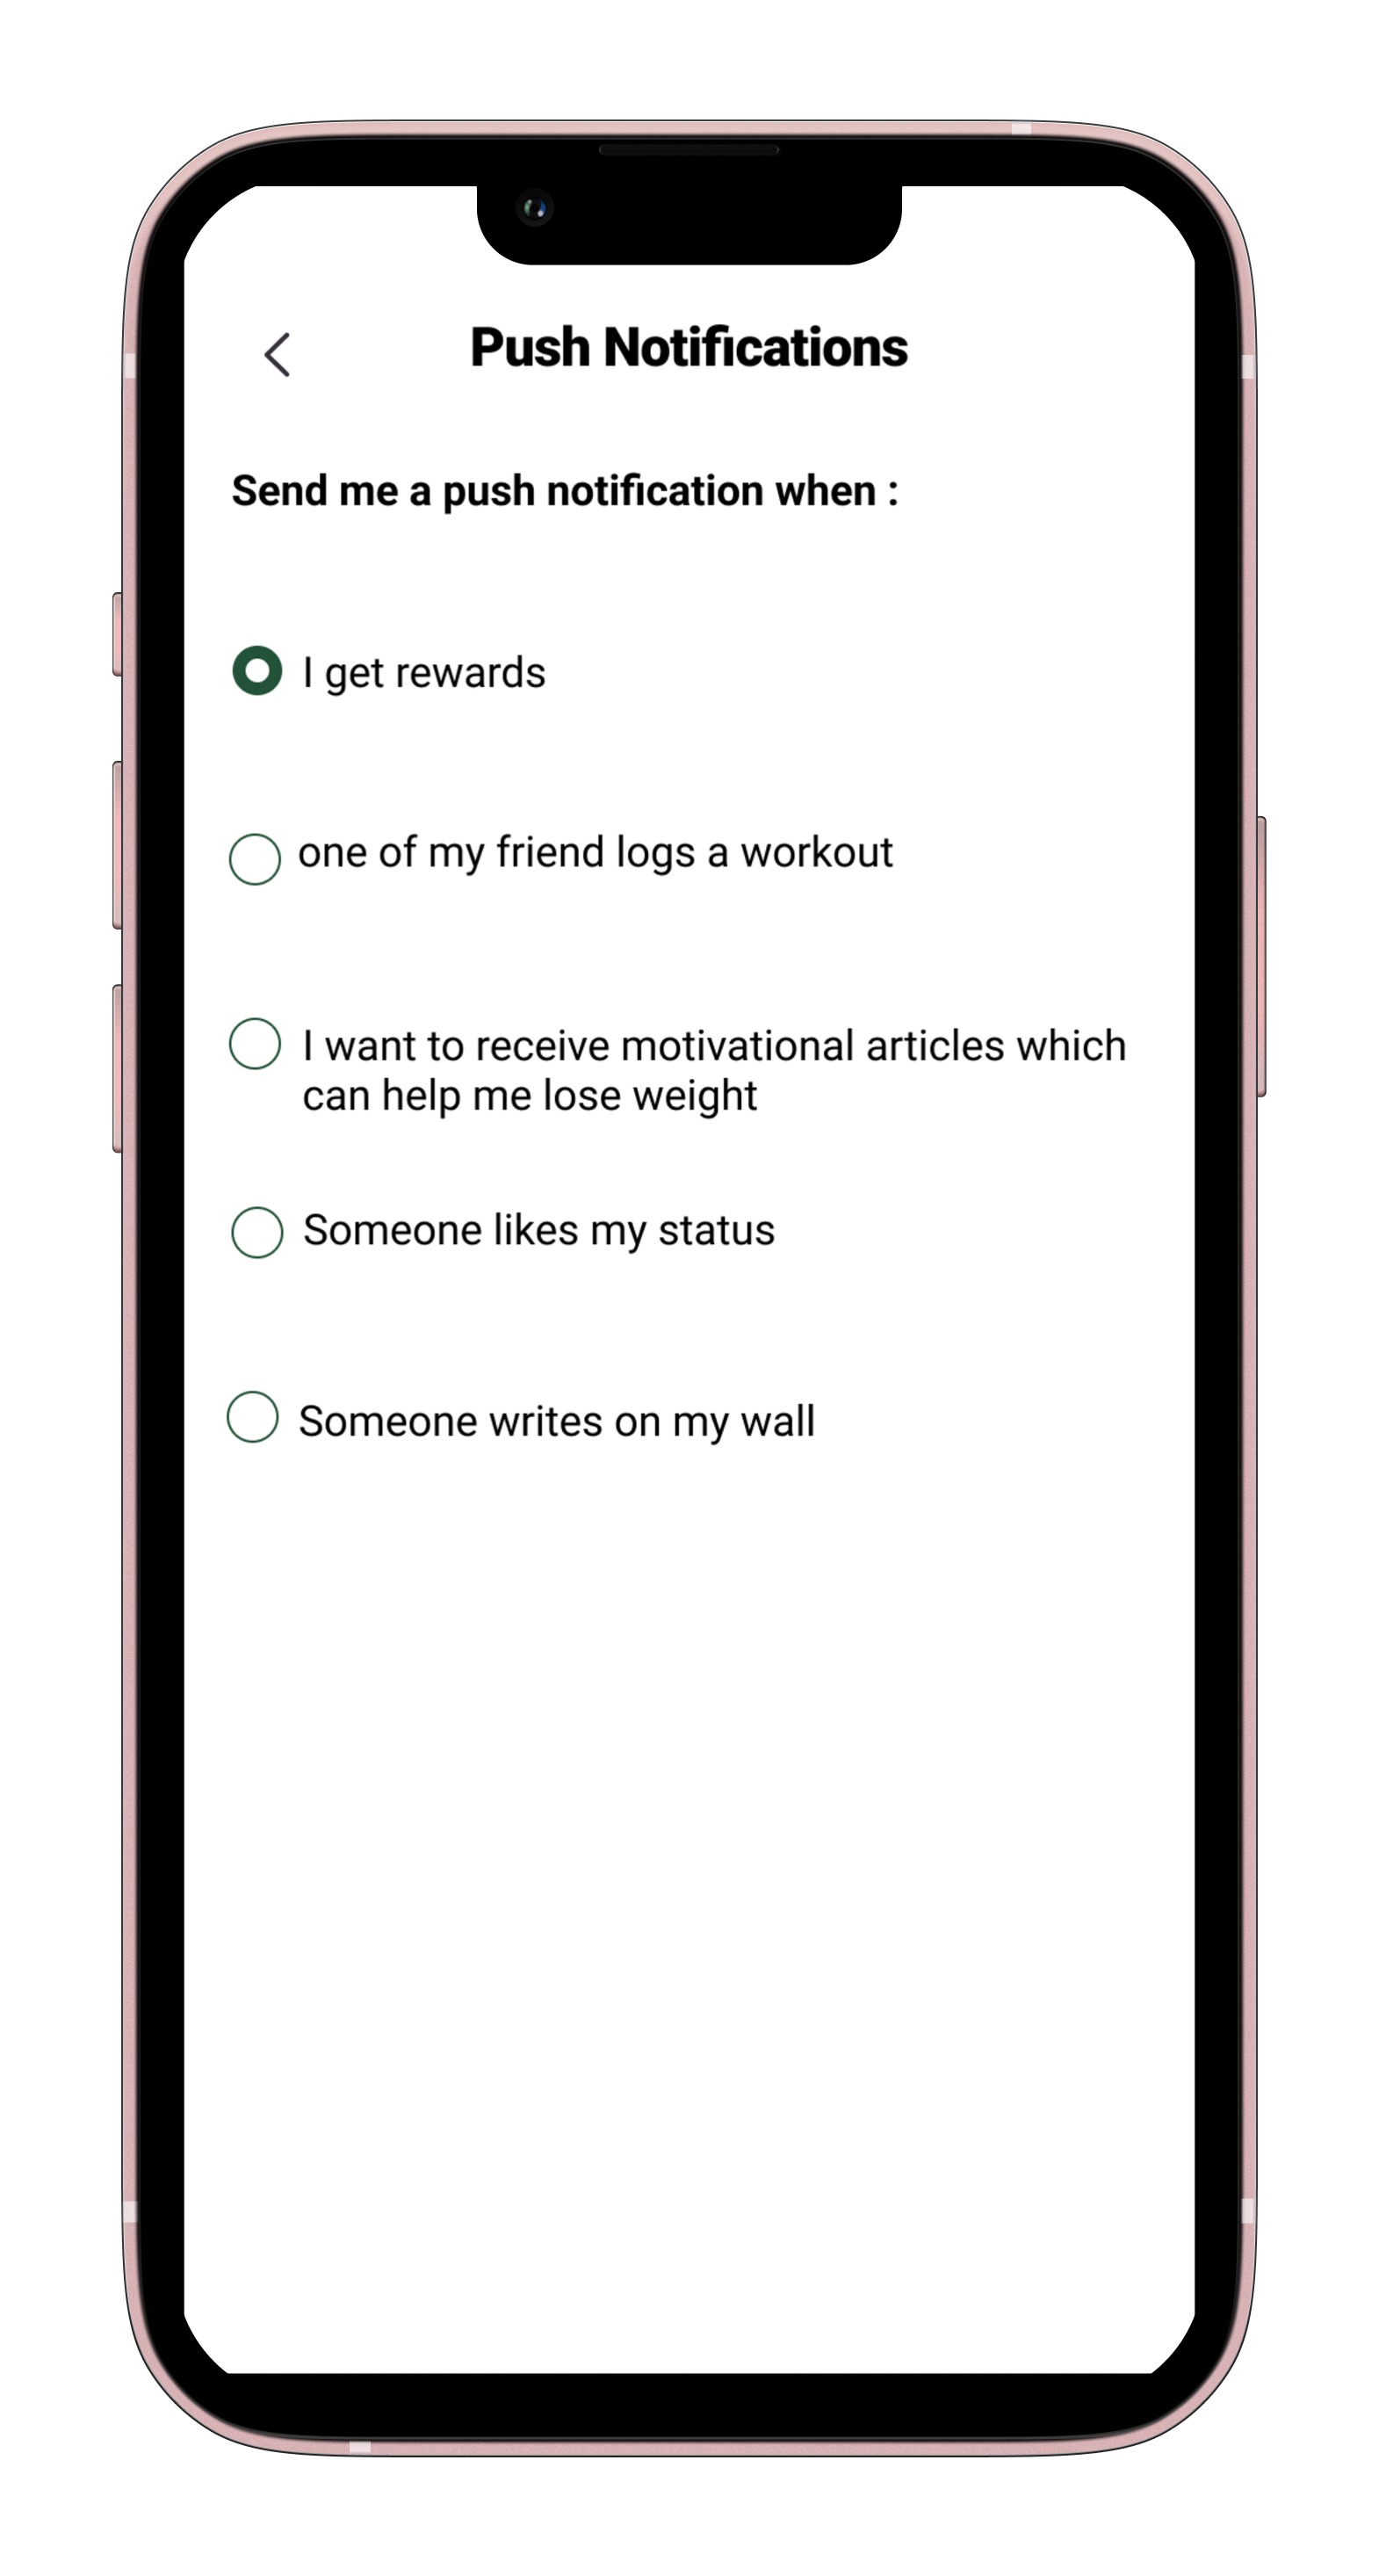 Push Notifications
Send me a push notification when :
I get rewards
one of my friend logs a workout
I want to receive motivational articles which
can help me lose weight
Someone likes my status
Someone writes on my wall